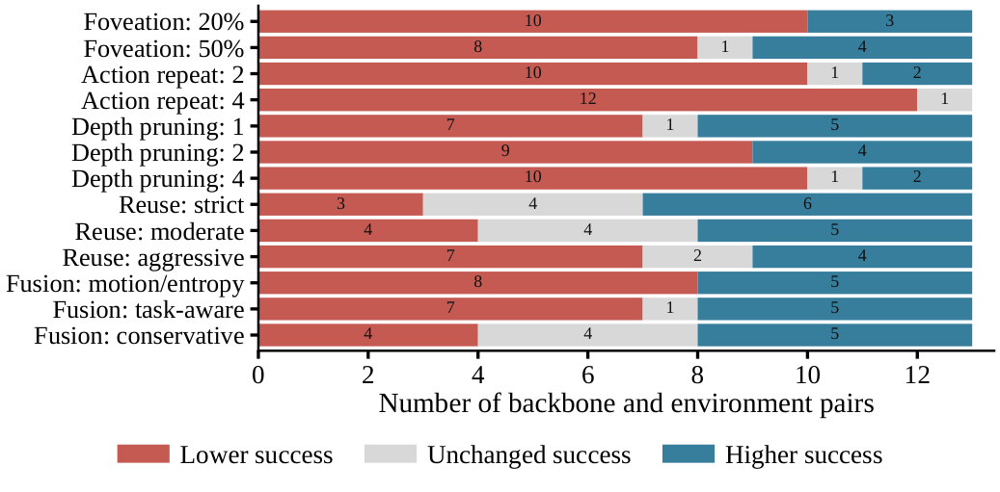 Foveation: 20% 10 3
Foveation: 50% 8 1 4
Action repeat: 2 10 1 2
Action repeat: 4 12 1
Depth pruning: 1 7 1 5
Depth pruning: 2 9 4
Depth pruning: 4 10 1 2
Reuse: strict 3 4 6
Reuse: moderate 4 4 5
Reuse: aggressive 7 2 4
Fusion: motion/entropy 8 5
Fusion: task-aware 7 1 5
Fusion: conservative 4 4 5
0 2 4 6 8 10 12
Number of backbone and environment pairs
Lower success Unchanged success Higher success